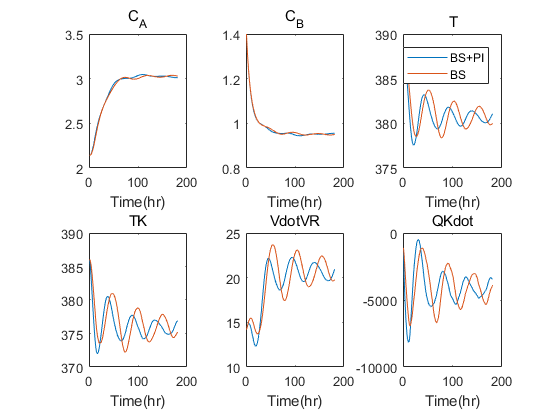 C_A
C_B
T
3.5
3
2.5
2
1.4
1.2
1
0.8
390
385
380
375
BS+PI
BS
0 100 200
0 100 200
0 100 200
Time(hr)
Time(hr)
Time(hr)
TK
VdotVR
QKdot
390
385
380
375
370
25
20
15
10
0
-5000
-10000
0 100 200
0 100 200
0 100 200
Time(hr)
Time(hr)
Time(hr)